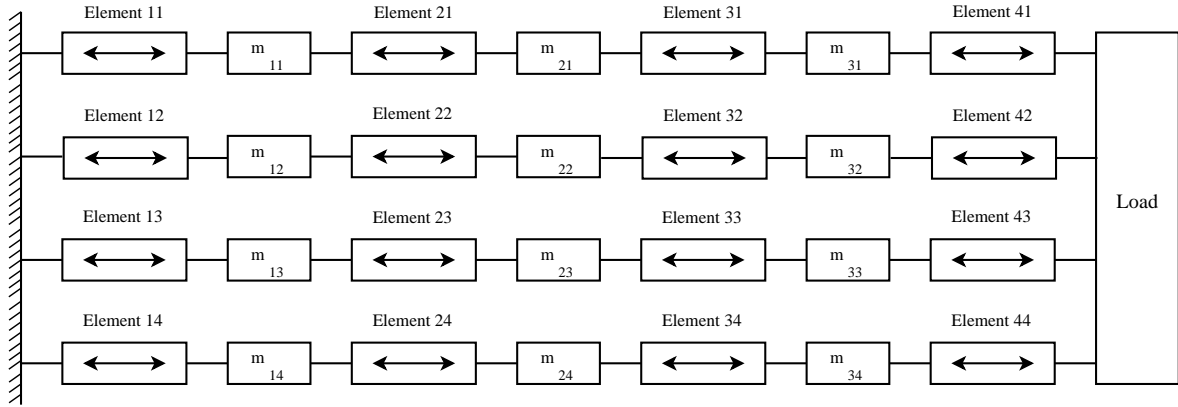 Element 11 Element 21 Element 31 Element 41
m 11 m 21 m 31
Element 12 Element 22 Element 32 Element 42
m 12 m 22 m 32
Load
Element 13 Element 23 Element 33 Element 43
m 13 m 23 m 33
Element 14 Element 24 Element 34 Element 44
m 14 m 24 m 34